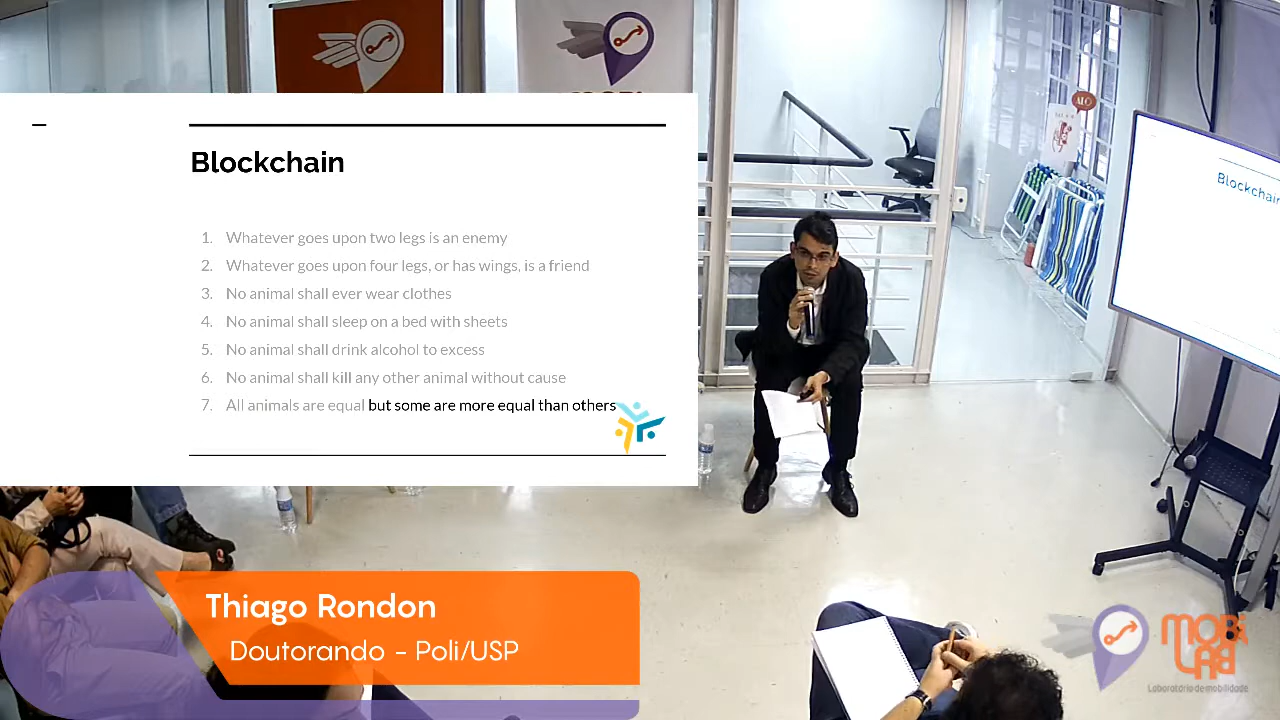 Blockchain
1. Whatever goes upon two legs is an enemy
2. Whatever goes upon four legs, or has wings, is a friend
3. No animal shall ever wear clothes
4. No animal shall sleep on a bed with sheets
5. No animal shall drink alcohol to excess
6. No animal shall kill any other animal without cause
7. All animals are equal but some are more equal than others
Blockchain
Thiago Rondon
Doutorando - Poli/USP
MOBi
LAB
Laboratório de mobilidade